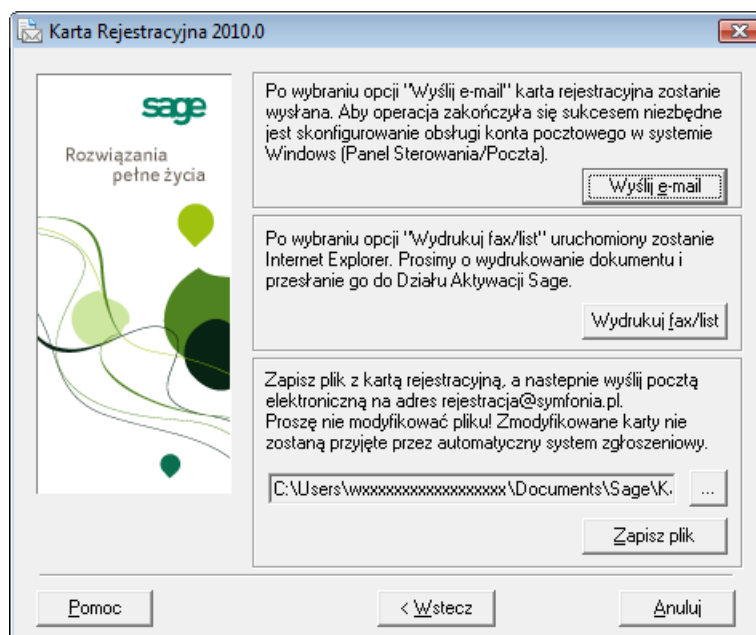 Karta Rejestracyjna 2010.0
sage
Rozwiązania
pełne życia
Po wybraniu opcji "Wyślij e-mail" karta rejestracyjna zostanie
wysłana. Aby operacja zakończyła się sukcesem niezbędne
jest skonfigurowanie obsługi konta pocztowego w systemie
Windows (Panel Sterowania/Poczta).
Wyślij e-mail
Po wybraniu opcji "Wydrukuj fax/list" uruchomiony zostanie
Internet Explorer. Prosimy o wydrukowanie dokumentu i
przesłanie go do Działu Aktywacji Sage.
Wydrukuj fax/list
Zapisz plik z kartą rejestracyjną, a nastepnie wyślij pocztą
elektroniczną na adres rejestracja@symfonia.pl.
Proszę nie modyfikować pliku! Zmodyfikowane karty nie
zostaną przyjęte przez automatyczny system zgłoszeniowy.
C:\Users\wxxxxxxxxxxxxxxxxxx\Documents\Sage\K
...
Zapisz plik
Pomoc
< Wstecz
Anuluj